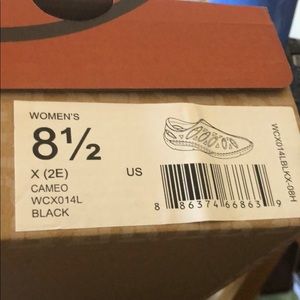 WOMEN'S
8½
X (2E)
US
CAMEO
WCX014L
BLACK
8 86374 66863 9
WCX014LBLKX-08H